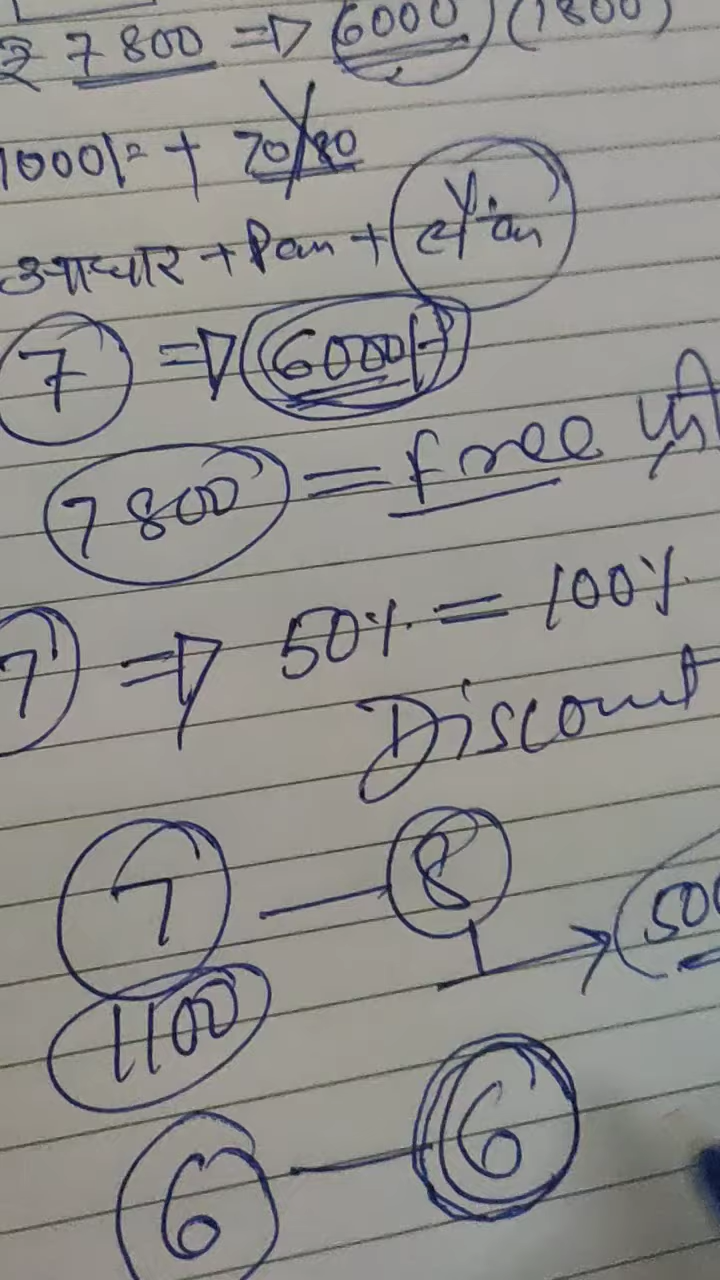 ₹ 7800 ⇒ 6000 (1800)
1000/= + 70/80
आधार + Pan +
7 ⇒ 6000/-
7800 = free फ्री
7 ⇒ 50% = 100%
Discount
7 — 8 → 500
1100
6 — 6